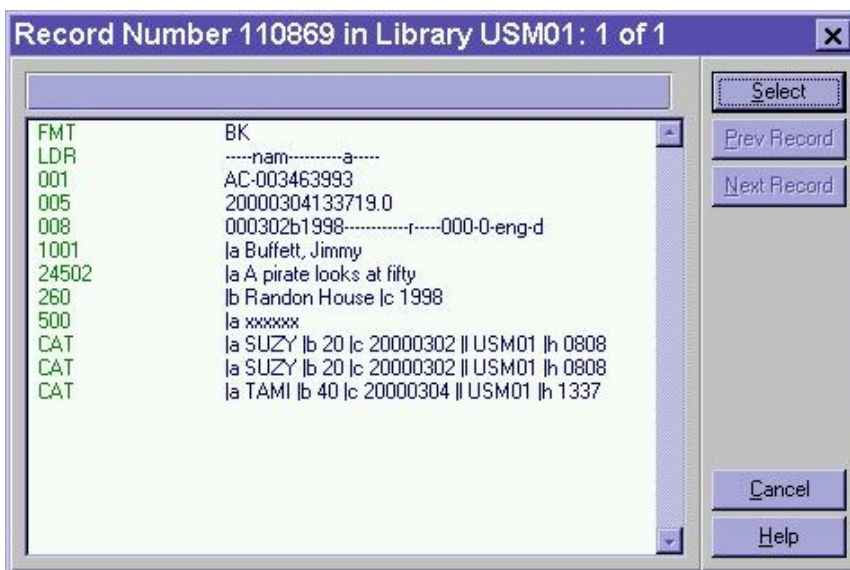 Record Number 110869 in Library USM01: 1 of 1
Select
Prev Record
Next Record
FMT BK
LDR -----nam----------a-----
001 AC-003463993
005 20000304133719.0
008 000302b1998------------r-----000-0-eng-d
1001 |a Buffett, Jimmy
24502 |a A pirate looks at fifty
260 |b Randon House |c 1998
500 |a xxxxxx
CAT |a SUZY |b 20 |c 20000302 |l USM01 |h 0808
CAT |a SUZY |b 20 |c 20000302 |l USM01 |h 0808
CAT |a TAMI |b 40 |c 20000304 |l USM01 |h 1337
Cancel
Help